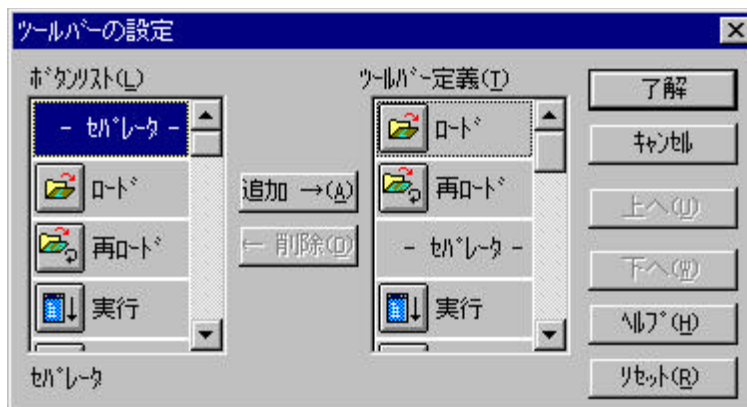 ツールバーの設定
ボタンリスト(L)
- セパレータ -
ロード
再ロード
実行
セパレータ
追加 →(A)
← 削除(D)
ツールバー定義(T)
ロード
再ロード
- セパレータ -
実行
了解
キャンセル
上へ(U)
下へ(W)
ヘルプ(H)
リセット(R)